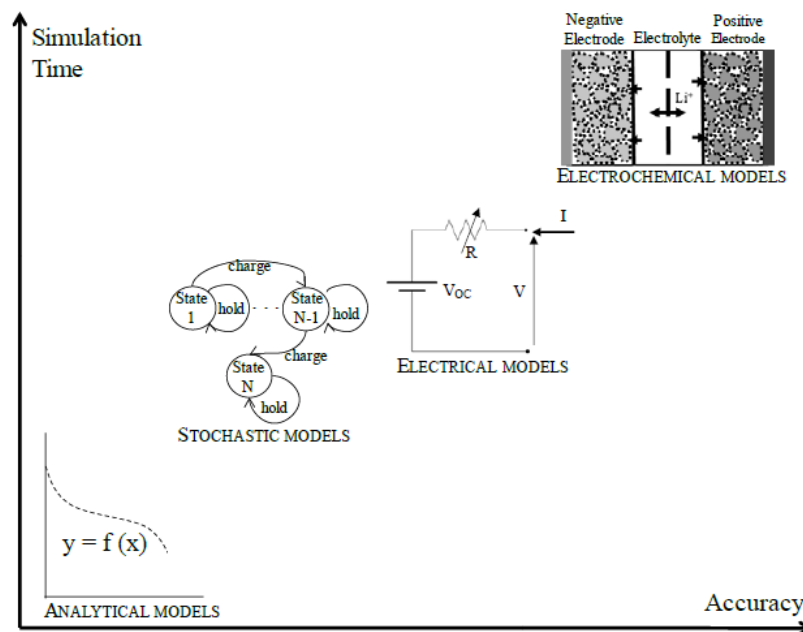 Simulation
Time
Negative
Electrode
Electrolyte
Positive
Electrode
Li⁺
ELECTROCHEMICAL MODELS
I
R
V_OC
V
ELECTRICAL MODELS
charge
State
1
hold
. . .
State
N-1
hold
charge
State
N
hold
STOCHASTIC MODELS
y = f (x)
ANALYTICAL MODELS
Accuracy